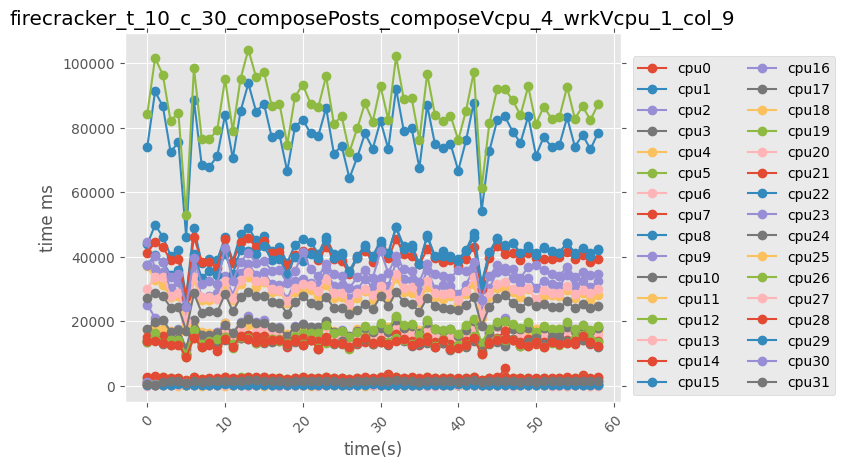 firecracker_t_10_c_30_composePosts_composeVcpu_4_wrkVcpu_1_col_9
time ms
100000
80000
60000
40000
20000
0
0
10
20
30
40
50
60
time(s)
cpu0
cpu1
cpu2
cpu3
cpu4
cpu5
cpu6
cpu7
cpu8
cpu9
cpu10
cpu11
cpu12
cpu13
cpu14
cpu15
cpu16
cpu17
cpu18
cpu19
cpu20
cpu21
cpu22
cpu23
cpu24
cpu25
cpu26
cpu27
cpu28
cpu29
cpu30
cpu31